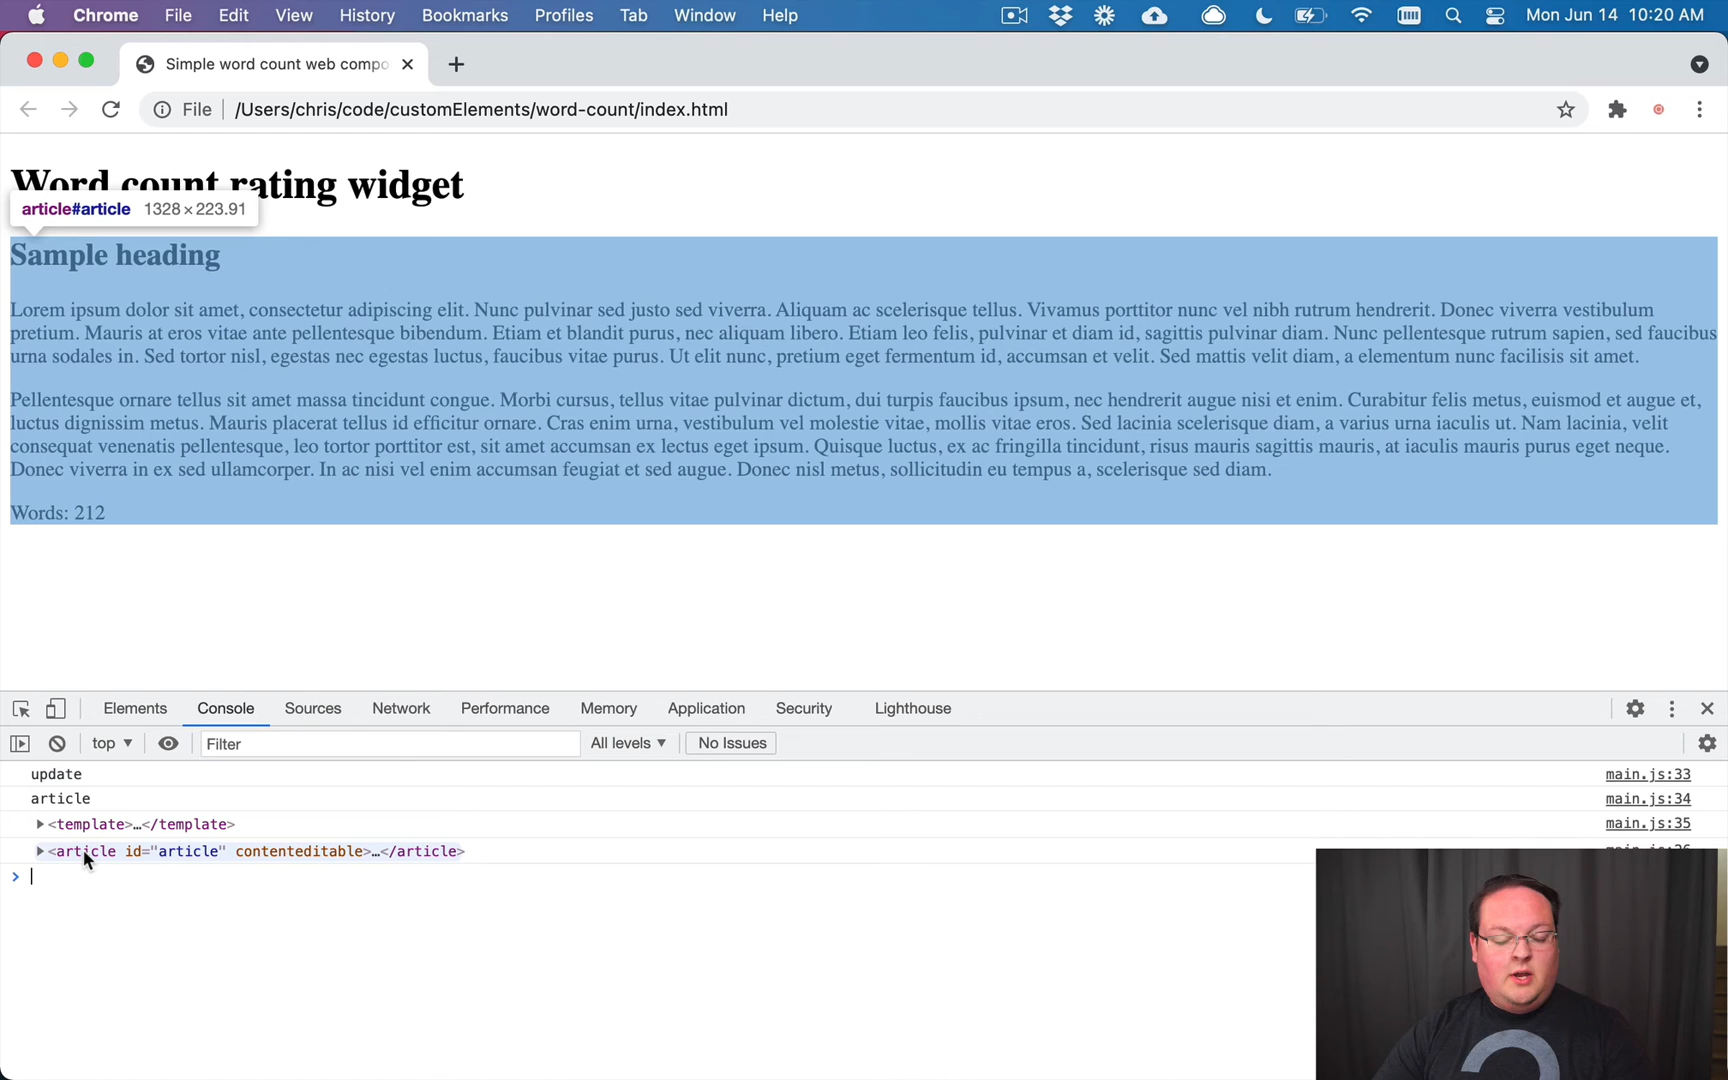 Chrome File Edit View History Bookmarks Profiles Tab Window Help Mon Jun 14 10:20 AM
Simple word count web compo
File /Users/chris/code/customElements/word-count/index.html
Word count rating widget
article#article 1328 × 223.91
Sample heading
Lorem ipsum dolor sit amet, consectetur adipiscing elit. Nunc pulvinar sed justo sed viverra. Aliquam ac scelerisque tellus. Vivamus porttitor nunc vel nibh rutrum hendrerit. Donec viverra vestibulum
pretium. Mauris at eros vitae ante pellentesque bibendum. Etiam et blandit purus, nec aliquam libero. Etiam leo felis, pulvinar et diam id, sagittis pulvinar diam. Nunc pellentesque rutrum sapien, sed faucibus
urna sodales in. Sed tortor nisl, egestas nec egestas luctus, faucibus vitae purus. Ut elit nunc, pretium eget fermentum id, accumsan et velit. Sed mattis velit diam, a elementum nunc facilisis sit amet.
Pellentesque ornare tellus sit amet massa tincidunt congue. Morbi cursus, tellus vitae pulvinar dictum, dui turpis faucibus ipsum, nec hendrerit augue nisi et enim. Curabitur felis metus, euismod et augue et,
luctus dignissim metus. Mauris placerat tellus id efficitur ornare. Cras enim urna, vestibulum vel molestie vitae, mollis vitae eros. Sed lacinia scelerisque diam, a varius urna iaculis ut. Nam lacinia, velit
consequat venenatis pellentesque, leo tortor porttitor est, sit amet accumsan ex lectus eget ipsum. Quisque luctus, ex ac fringilla tincidunt, risus mauris sagittis mauris, at iaculis mauris purus eget neque.
Donec viverra in ex sed ullamcorper. In ac nisi vel enim accumsan feugiat et sed augue. Donec nisl metus, sollicitudin eu tempus a, scelerisque sed diam.
Words: 212
Elements Console Sources Network Performance Memory Application Security Lighthouse
top Filter All levels No Issues
update main.js:33
article main.js:34
<template>…</template> main.js:35
<article id="article" contenteditable>…</article>